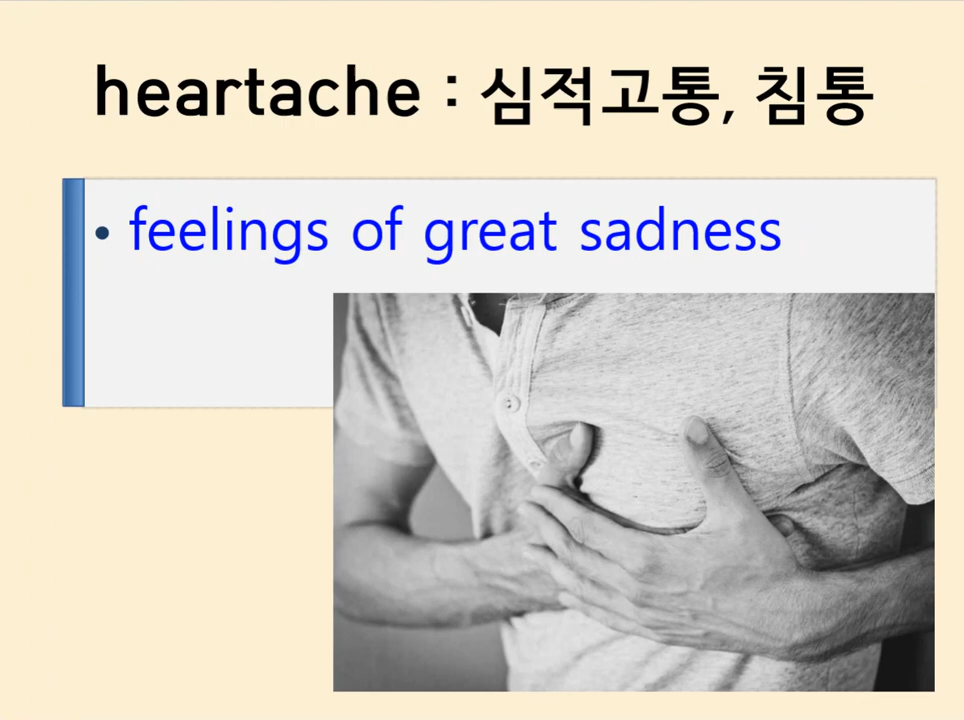 heartache : 심적고통, 침통
• feelings of great sadness